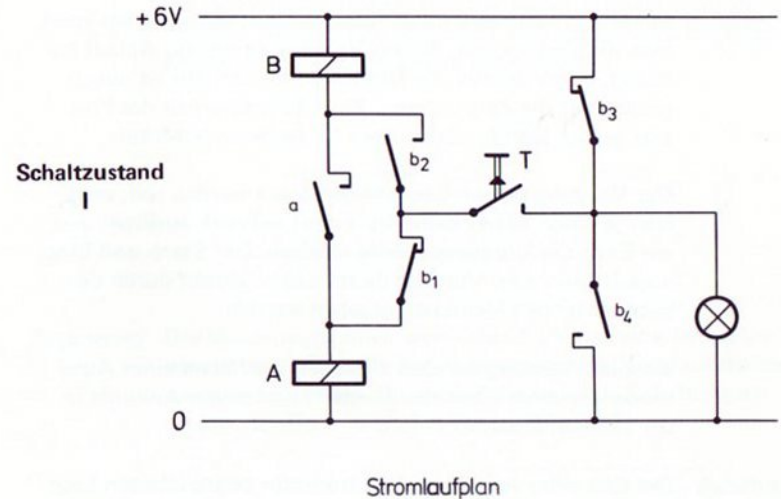 +6V
B
b3
b2
T
Schaltzustand
I
a
b1
b4
A
0
Stromlaufplan